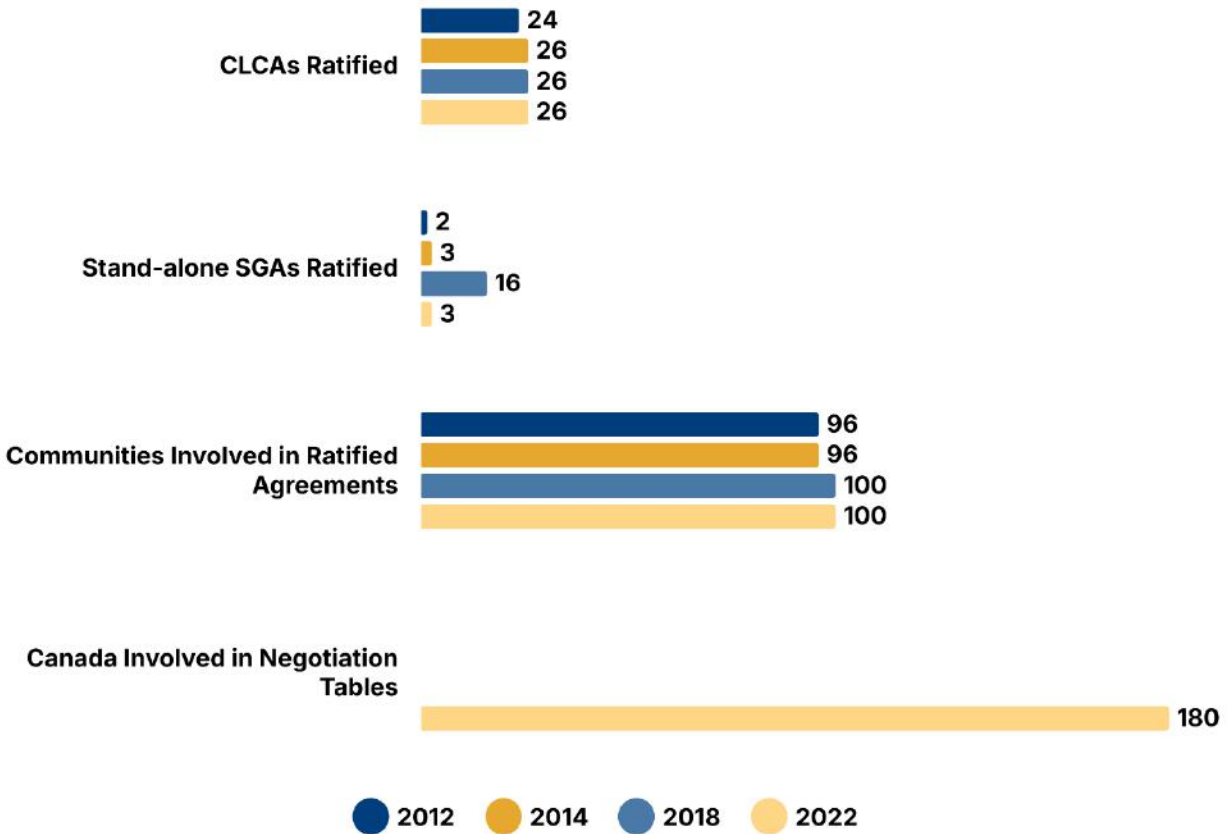 CLCAs Ratified
24
26
26
26
Stand-alone SGAs Ratified
2
3
16
3
Communities Involved in Ratified
Agreements
96
96
100
100
Canada Involved in Negotiation
Tables
180
2012 2014 2018 2022